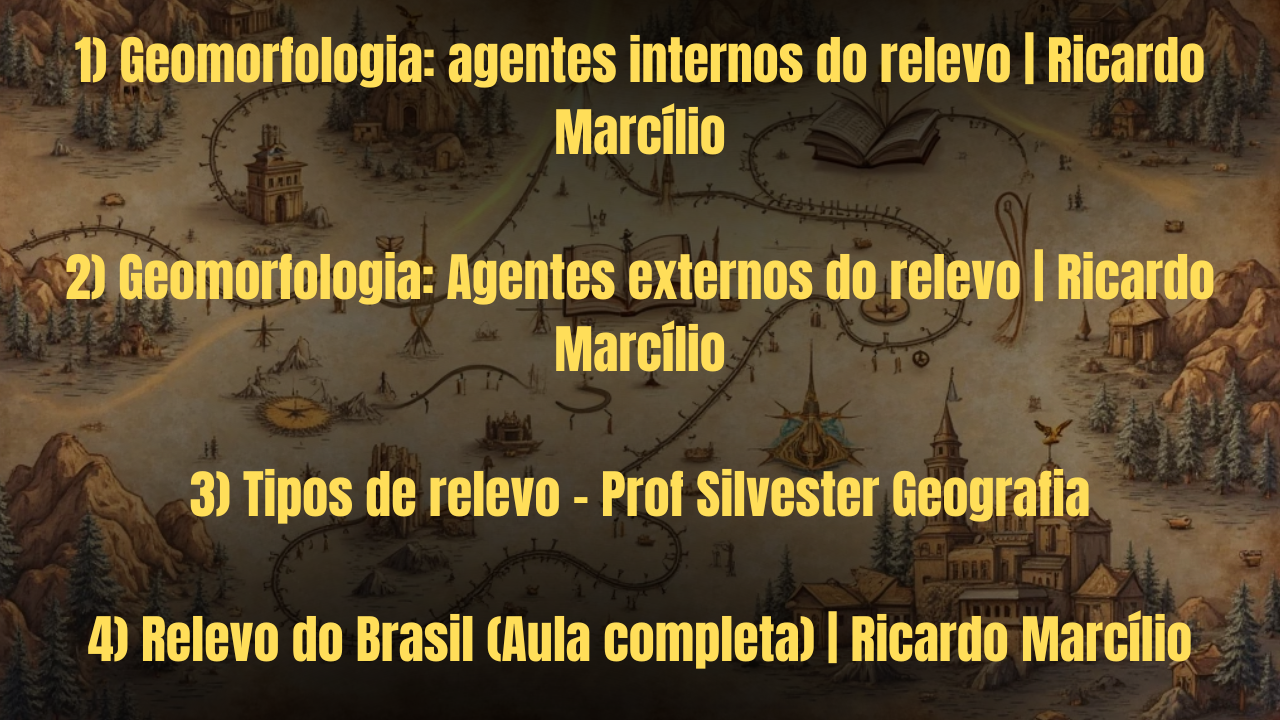 1) Geomorfologia: agentes internos do relevo | Ricardo
Marcílio
2) Geomorfologia: Agentes externos do relevo | Ricardo
Marcílio
3) Tipos de relevo - Prof Silvester Geografia
4) Relevo do Brasil (Aula completa) | Ricardo Marcílio